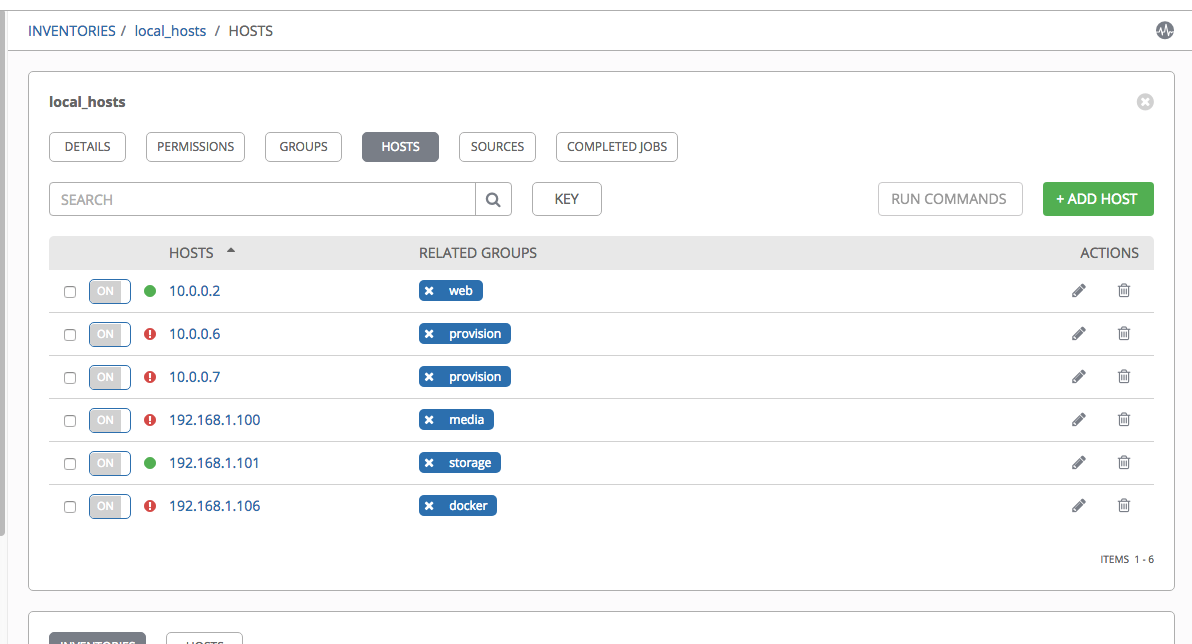 INVENTORIES / local_hosts / HOSTS
local_hosts
DETAILS PERMISSIONS GROUPS HOSTS SOURCES COMPLETED JOBS
SEARCH KEY RUN COMMANDS + ADD HOST
HOSTS RELATED GROUPS ACTIONS
ON 10.0.0.2 web
ON 10.0.0.6 provision
ON 10.0.0.7 provision
ON 192.168.1.100 media
ON 192.168.1.101 storage
ON 192.168.1.106 docker
ITEMS 1 - 6
INVENTORIES HOSTS